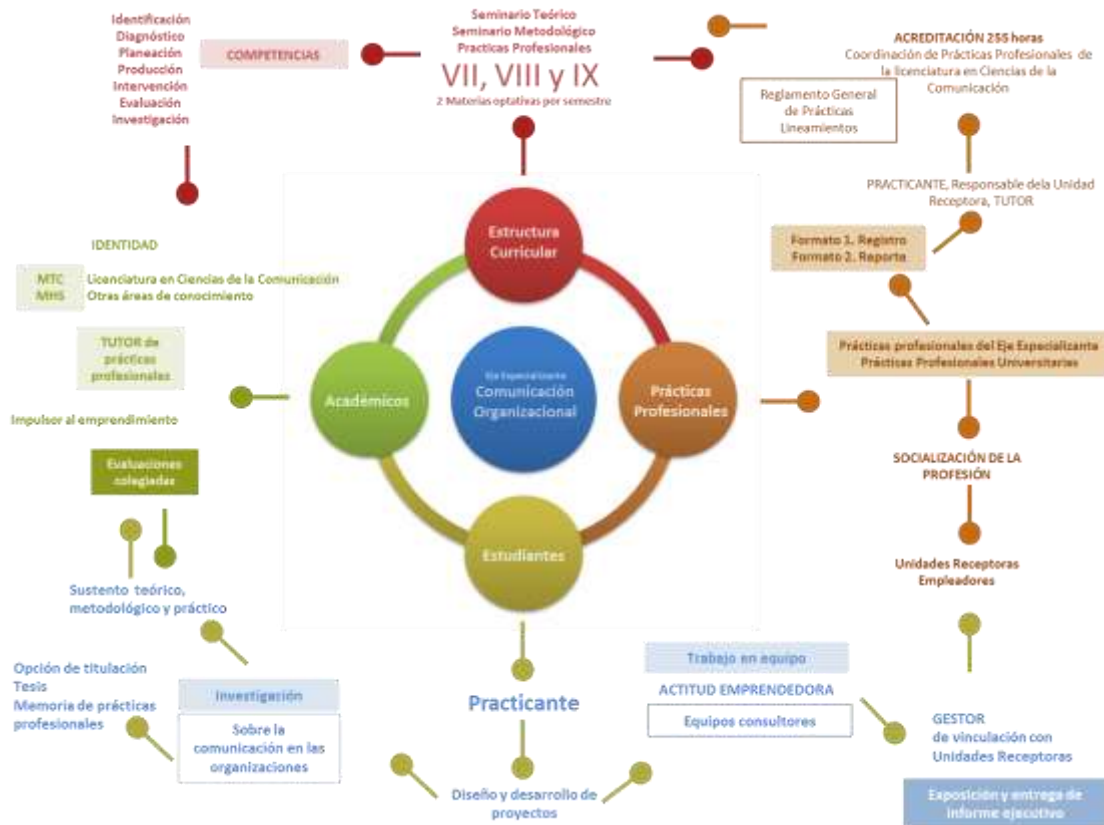 Identificación
Diagnóstico
Planeación
Producción
Intervención
Evaluación
Investigación
COMPETENCIAS
Seminario Teórico
Seminario Metodológico
Practicas Profesionales
VII, VIII y IX
2 Materias optativas por semestre
ACREDITACIÓN 255 horas
Coordinación de Prácticas Profesionales de
la licenciatura en Ciencias de la
Comunicación
Reglamento General
de Prácticas
Lineamientos
PRACTICANTE, Responsable dela Unidad
Receptora, TUTOR
Formato 1. Registro
Formato 2. Reporte
Prácticas profesionales del Eje Especializante
Prácticas Profesionales Universitarias
SOCIALIZACIÓN DE LA
PROFESIÓN
Unidades Receptoras
Empleadores
IDENTIDAD
MTC Licenciatura en Ciencias de la Comunicación
MHS Otras áreas de conocimiento
TUTOR de
prácticas
profesionales
Impulsor al emprendimiento
Evaluaciones
colegiadas
Estructura
Curricular
Académicos
Eje Especializante
Comunicación
Organizacional
Prácticas
Profesionales
Estudiantes
Sustento teórico,
metodológico y práctico
Opción de titulación
Tesis
Memoria de prácticas
profesionales
Investigación
Sobre la
comunicación en las
organizaciones
Practicante
Diseño y desarrollo de
proyectos
Trabajo en equipo
ACTITUD EMPRENDEDORA
Equipos consultores
GESTOR
de vinculación con
Unidades Receptoras
Exposición y entrega de
informe ejecutivo